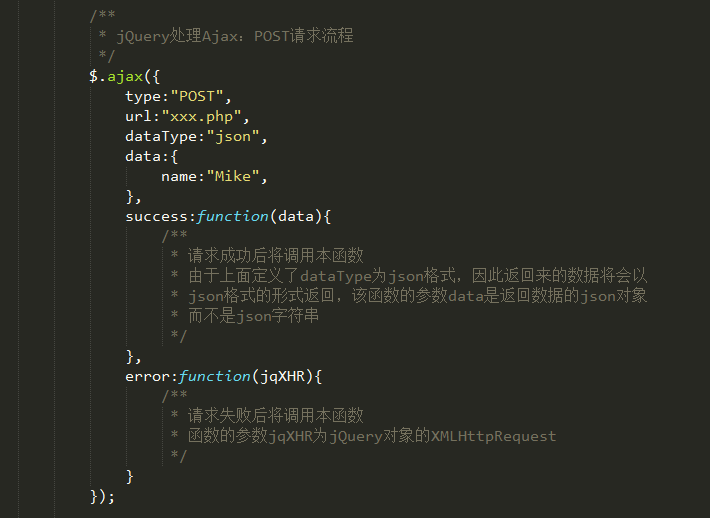 /**
 * jQuery处理Ajax：POST请求流程
 */
$.ajax({
    type:"POST",
    url:"xxx.php",
    dataType:"json",
    data:{
        name:"Mike",
    },
    success:function(data){
        /**
         * 请求成功后将调用本函数
         * 由于上面定义了dataType为json格式，因此返回来的数据将会以
         * json格式的形式返回，该函数的参数data是返回数据的json对象
         * 而不是json字符串
         */
    },
    error:function(jqXHR){
        /**
         * 请求失败后将调用本函数
         * 函数的参数jqXHR为jQuery对象的XMLHttpRequest
         */
    }
});